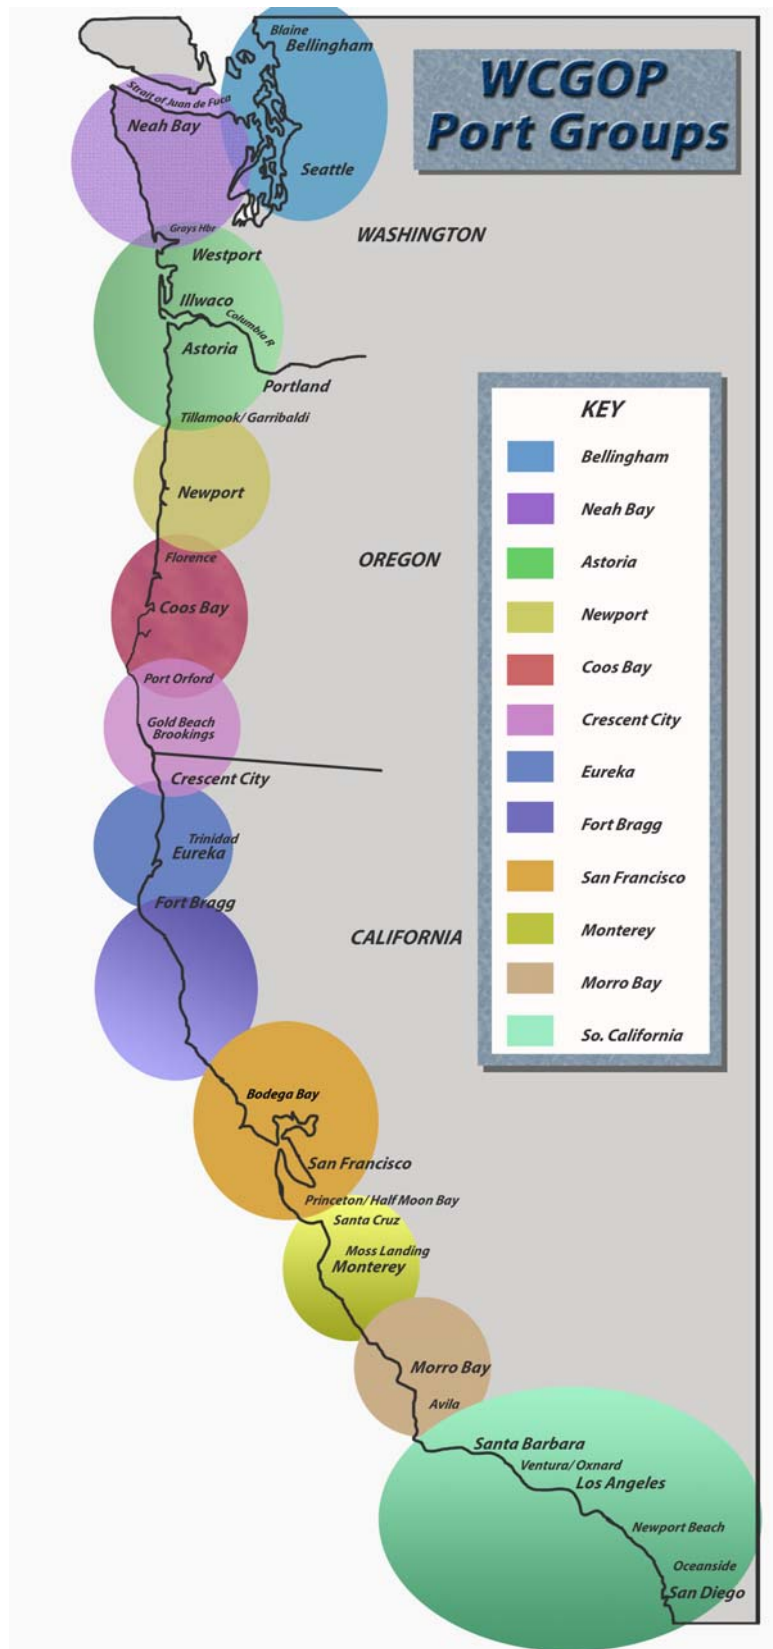 Blaine
Bellingham
WCGOP
Port Groups
Strait of Juan de Fuca
Neah Bay
Seattle
Grays Hbr
WASHINGTON
Westport
Illwaco
Columbia R
Astoria
Portland
Tillamook/ Garribaldi
Newport
Florence
OREGON
Coos Bay
Port Orford
Gold Beach
Brookings
Crescent City
Trinidad
Eureka
Fort Bragg
CALIFORNIA
Bodega Bay
San Francisco
Princeton/ Half Moon Bay
Santa Cruz
Moss Landing
Monterey
Morro Bay
Avila
Santa Barbara
Ventura/ Oxnard
Los Angeles
Newport Beach
Oceanside
San Diego
KEY
Bellingham
Neah Bay
Astoria
Newport
Coos Bay
Crescent City
Eureka
Fort Bragg
San Francisco
Monterey
Morro Bay
So. California